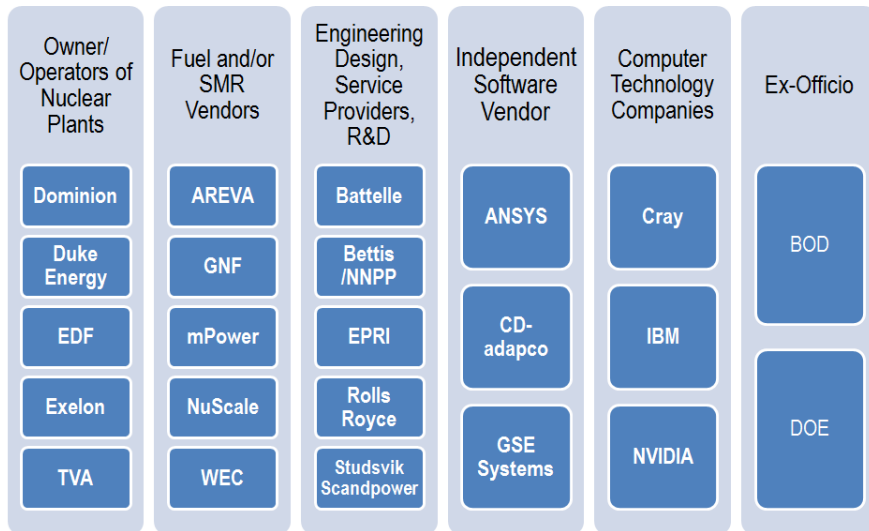 Owner/
Operators of
Nuclear
Plants
Dominion
Duke
Energy
EDF
Exelon
TVA
Fuel and/or
SMR
Vendors
AREVA
GNF
mPower
NuScale
WEC
Engineering
Design,
Service
Providers,
R&D
Battelle
Bettis
/NNPP
EPRI
Rolls
Royce
Studsvik
Scandpower
Independent
Software
Vendor
ANSYS
CD-
adapco
GSE
Systems
Computer
Technology
Companies
Cray
IBM
NVIDIA
Ex-Officio
BOD
DOE